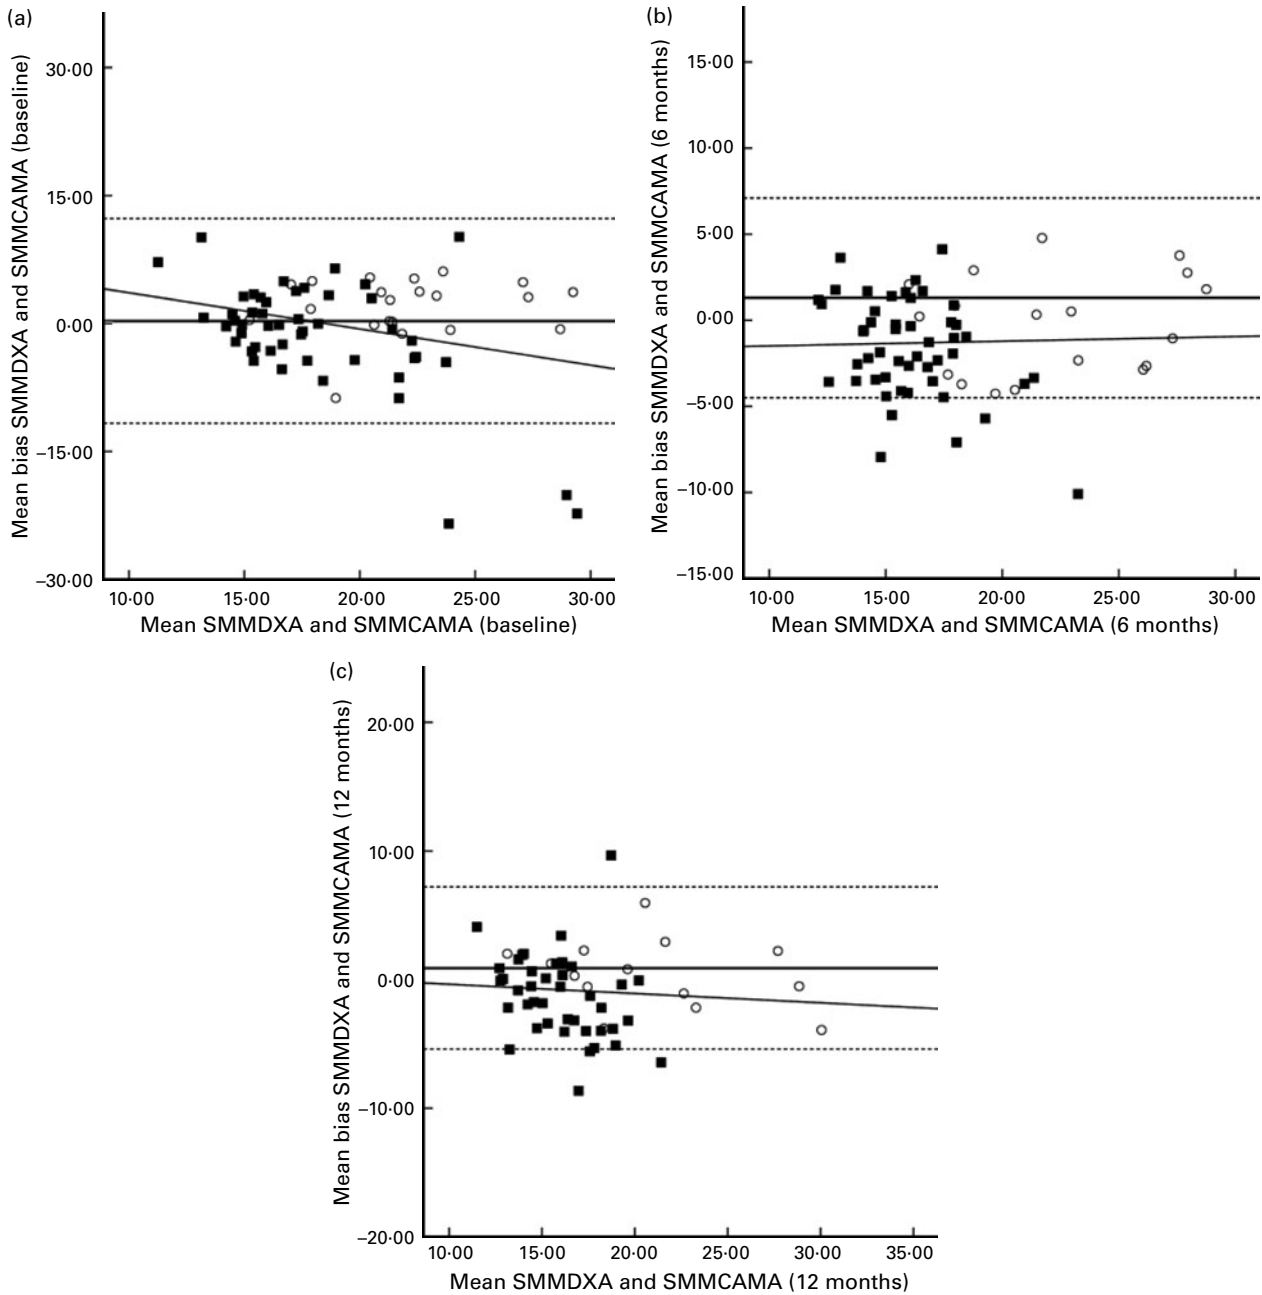 (a)
Mean bias SMMDXA and SMMCAMA (baseline)
30·00
15·00
0·00
−15·00
−30·00
10·00 15·00 20·00 25·00 30·00
Mean SMMDXA and SMMCAMA (baseline)
(b)
Mean bias SMMDXA and SMMCAMA (6 months)
15·00
10·00
5·00
0·00
−5·00
−10·00
−15·00
10·00 15·00 20·00 25·00 30·00
Mean SMMDXA and SMMCAMA (6 months)
(c)
Mean bias SMMDXA and SMMCAMA (12 months)
20·00
10·00
0·00
−10·00
−20·00
10·00 15·00 20·00 25·00 30·00 35·00
Mean SMMDXA and SMMCAMA (12 months)